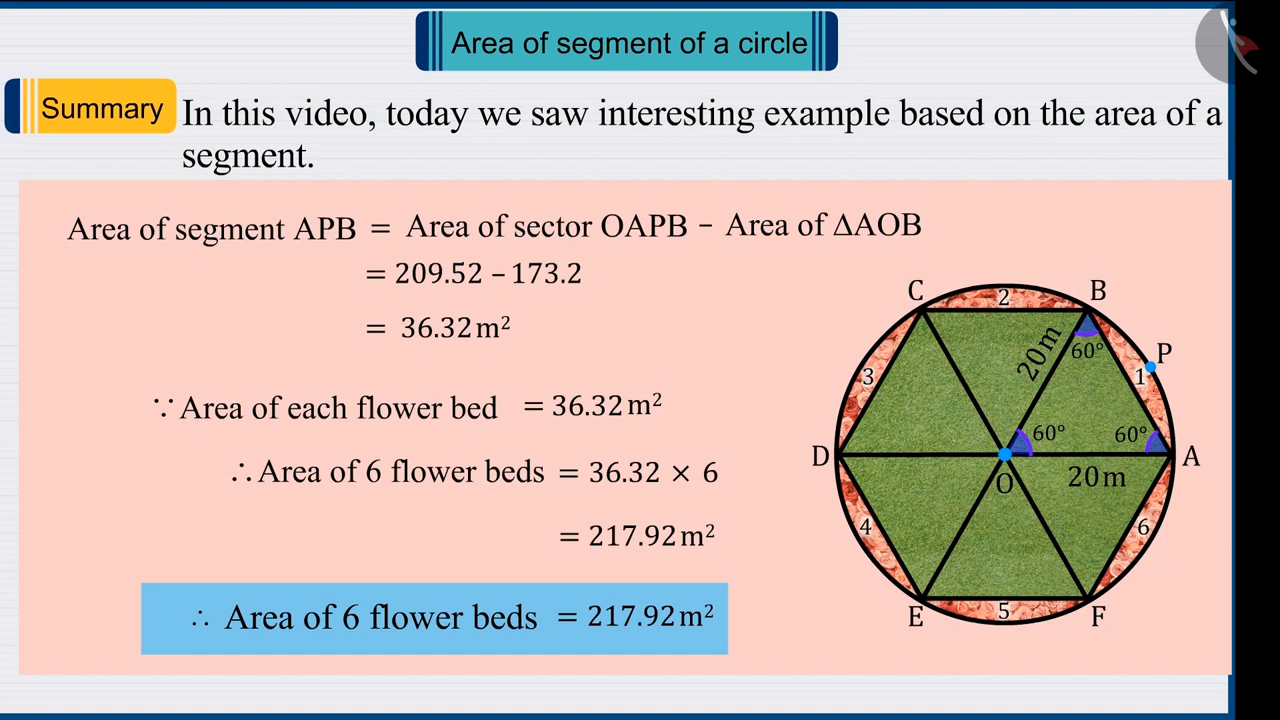 Area of segment of a circle
Summary
In this video, today we saw interesting example based on the area of a
segment.
Area of segment APB = Area of sector OAPB − Area of ΔAOB
= 209.52 – 173.2
= 36.32 m²
∵ Area of each flower bed = 36.32 m²
∴ Area of 6 flower beds = 36.32 × 6
= 217.92 m²
∴ Area of 6 flower beds = 217.92 m²
C
2
B
20 m
60°
P
3
1
60°
60°
D
A
O
20 m
4
6
E
5
F